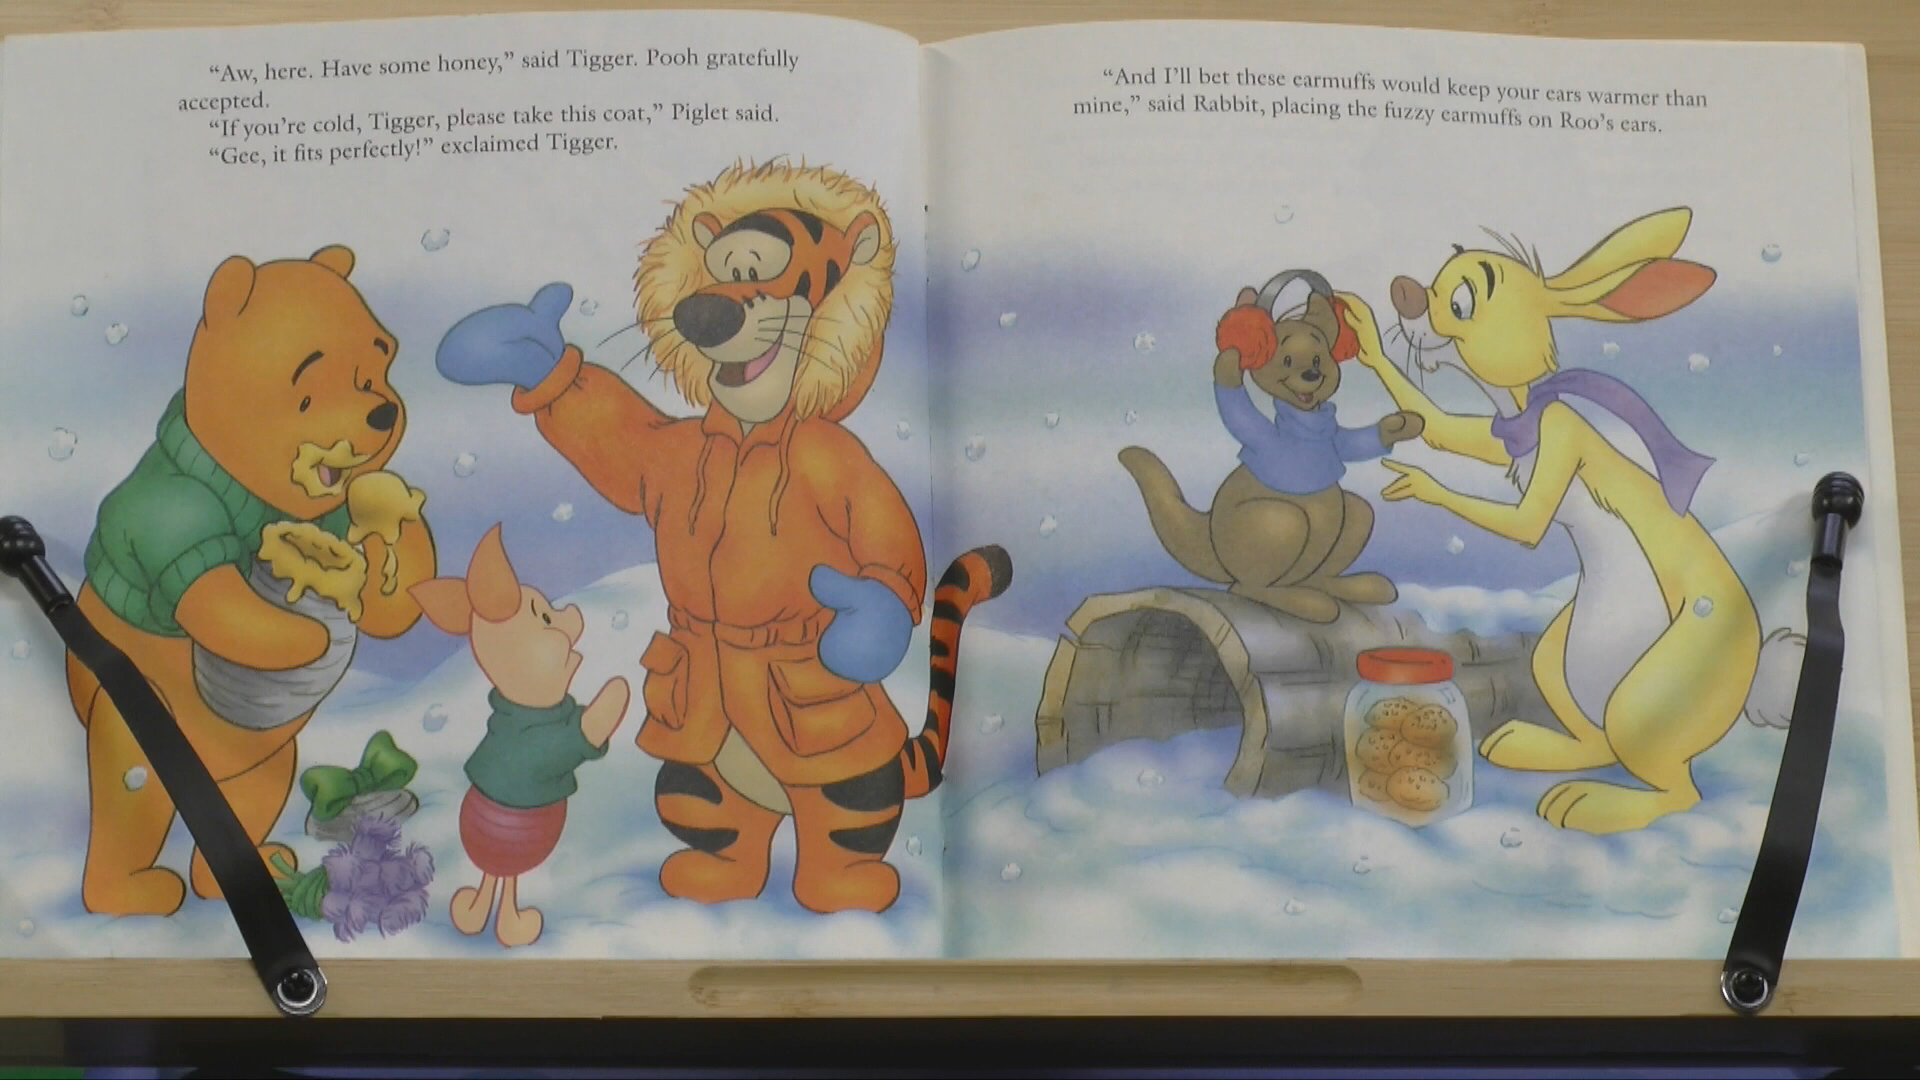 “Aw, here. Have some honey,” said Tigger. Pooh gratefully
accepted.
“If you’re cold, Tigger, please take this coat,” Piglet said.
“Gee, it fits perfectly!” exclaimed Tigger.
“And I’ll bet these earmuffs would keep your ears warmer than
mine,” said Rabbit, placing the fuzzy earmuffs on Roo’s ears.